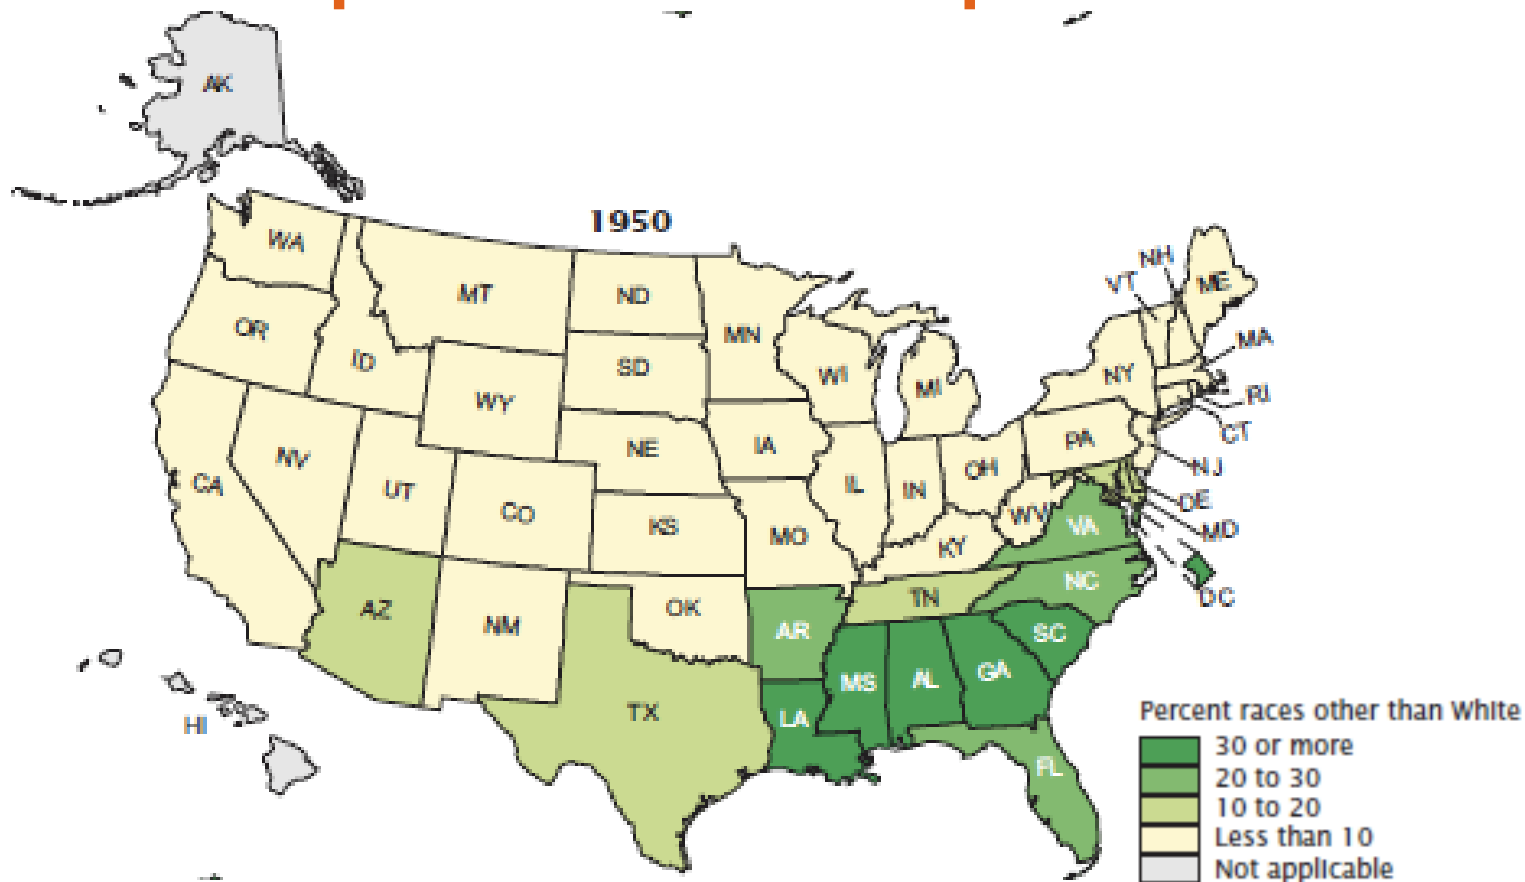 AK
1950
WA
MT
ND
MN
OR
ID
SD
WI
MI
WY
NH
VT
ME
MA
NY
RI
CT
NV
NE
IA
PA
NJ
CA
UT
CO
KS
MO
IL
IN
OH
WV
VA
DE
MD
DC
KY
AZ
NM
OK
AR
TN
NC
SC
MS
AL
GA
LA
TX
FL
HI
Percent races other than White
30 or more
20 to 30
10 to 20
Less than 10
Not applicable